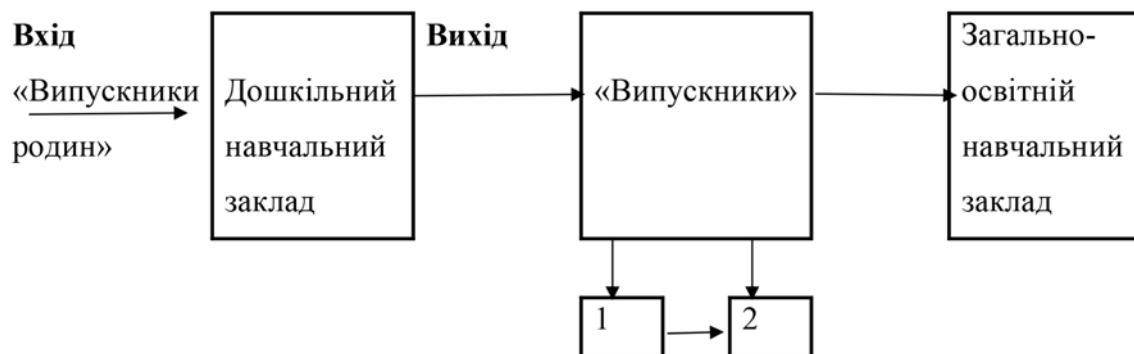 Вхід
«Випускники
родин»
Дошкільний
навчальний
заклад
Вихід
«Випускники»
Загально-
освітній
навчальний
заклад
1
2